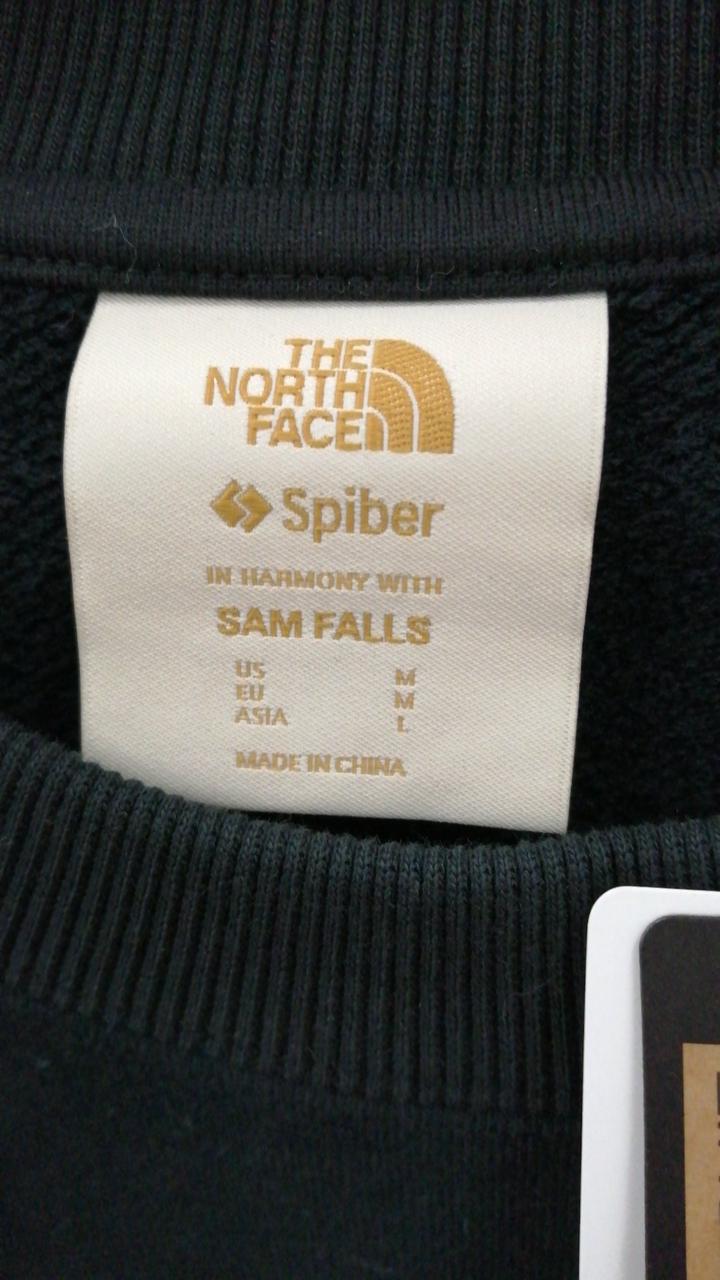 THE
NORTH
FACE
Spiber
IN HARMONY WITH
SAM FALLS
US M
EU M
ASIA L
MADE IN CHINA